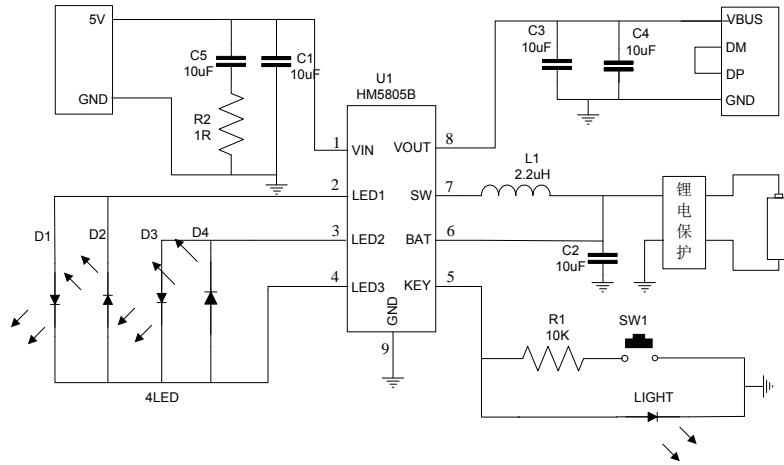 5V
GND
C5
10uF
C1
10uF
R2
1R
U1
HM5805B
C3
10uF
C4
10uF
VBUS
DM
DP
GND
1
VIN
VOUT
8
2
LED1
SW
7
L1
2.2uH
3
LED2
BAT
6
4
LED3
KEY
5
GND
9
C2
10uF
锂电保护
D1
D2
D3
D4
4LED
R1
10K
SW1
LIGHT